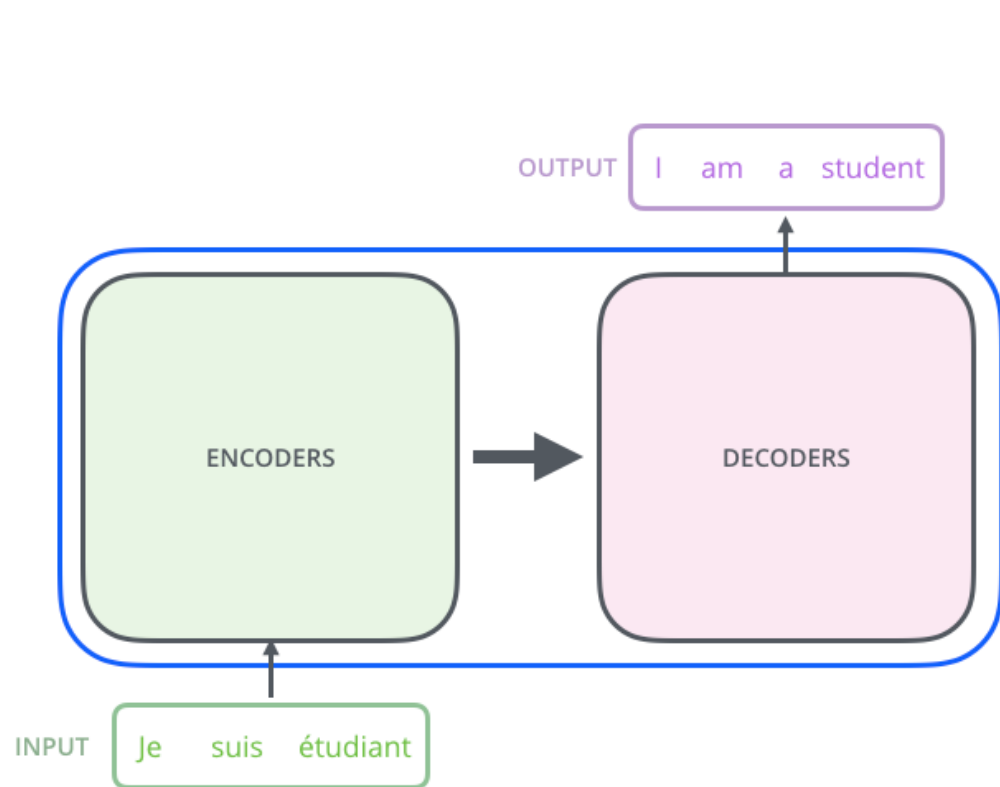 OUTPUT I am a student
ENCODERS DECODERS
INPUT Je suis étudiant